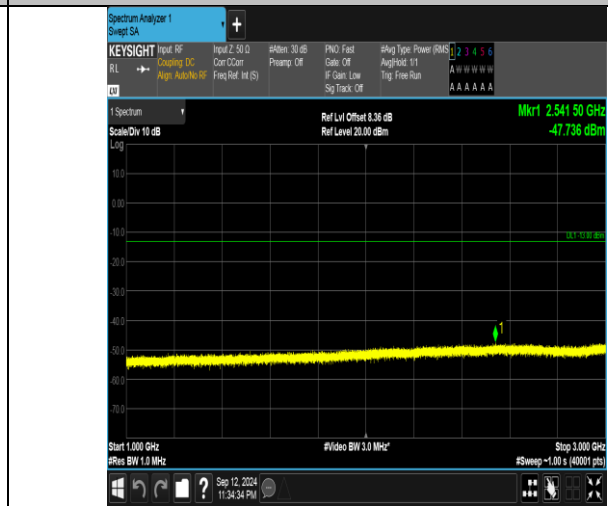 Spectrum Analyzer 1
Swept SA
+
KEYSIGHT
RL
LXI
Input: RF
Coupling: DC
Align: Auto/No RF
Input Z: 50 Ω
Corr CCorr
Freq Ref: Int (S)
#Atten: 30 dB
Preamp: Off
PNO: Fast
Gate: Off
IF Gain: Low
Sig Track: Off
#Avg Type: Power (RMS
Avg|Hold: 1/1
Trig: Free Run
1 2 3 4 5 6
A W W W W W
A A A A A A
1 Spectrum
Scale/Div 10 dB
Log
Ref Lvl Offset 8.36 dB
Ref Level 20.00 dBm
Mkr1 2.541 50 GHz
-47.736 dBm
10.0
0.00
-10.0
DL1 -13.00 dBm
-20.0
-30.0
-40.0
1
-50.0
-60.0
-70.0
Start 1.000 GHz
#Res BW 1.0 MHz
#Video BW 3.0 MHz*
Stop 3.000 GHz
#Sweep ~1.00 s (40001 pts)
?
Sep 12, 2024
11:34:34 PM